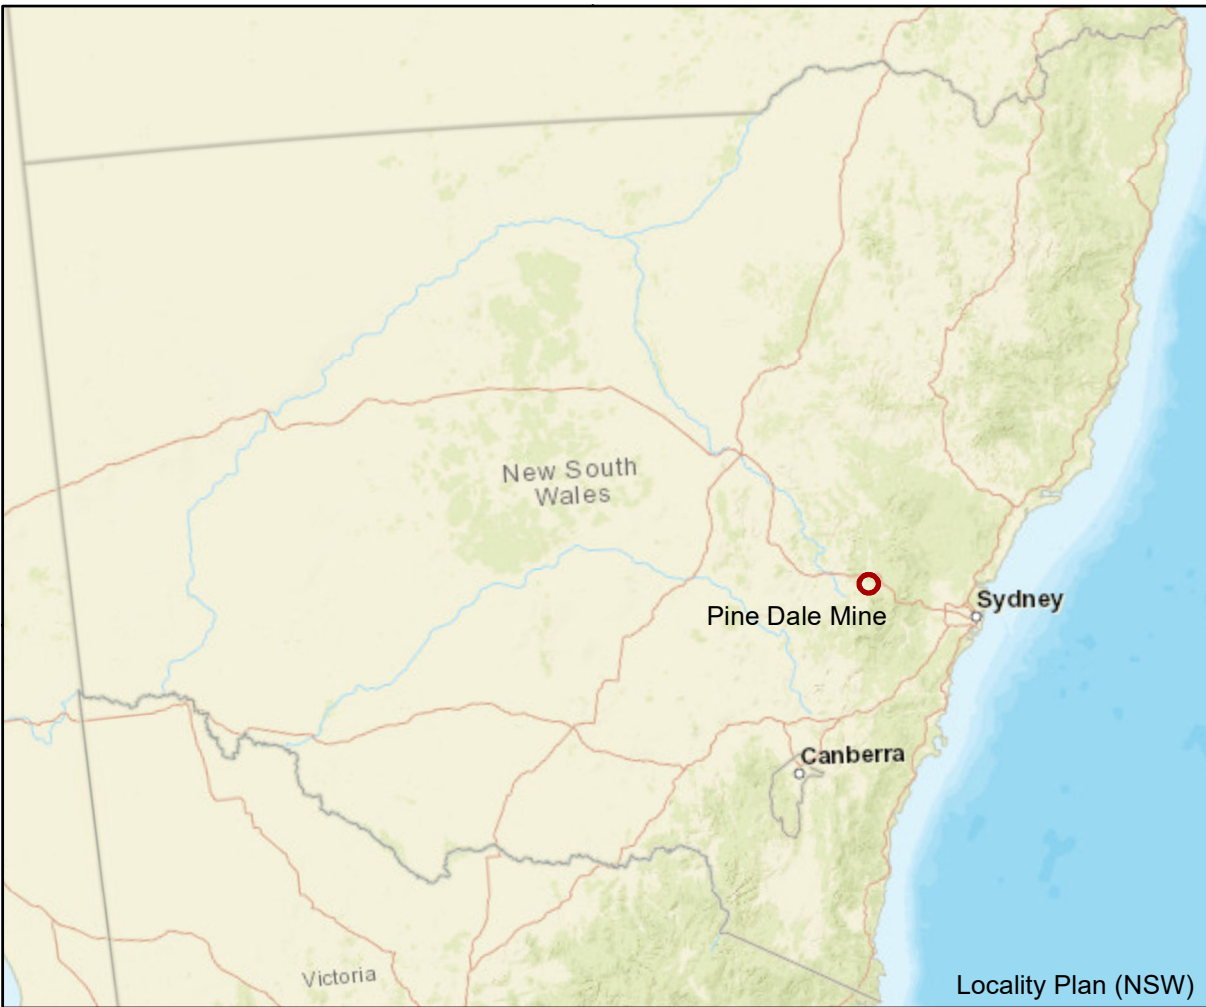 New South
Wales
Sydney
Pine Dale Mine
Canberra
Victoria
Locality Plan (NSW)